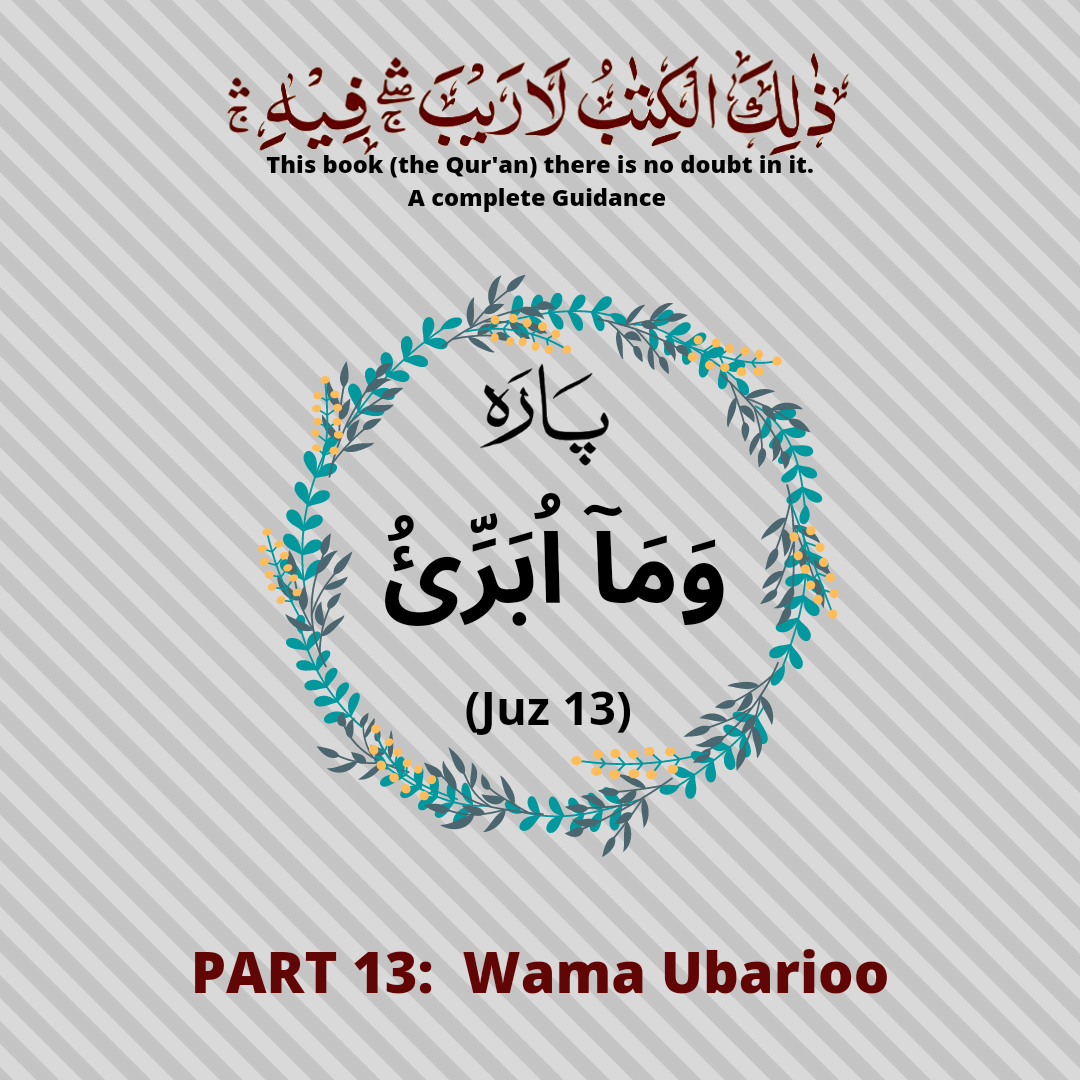 ذٰلِكَ الْكِتٰبُ لَا رَيْبَ ۛۖۚ فِيْهِ ۛۚ
This book (the Qur'an) there is no doubt in it.
A complete Guidance
پَارَہ
وَمَآ اُبَرِّئُ
(Juz 13)
PART 13: Wama Ubarioo